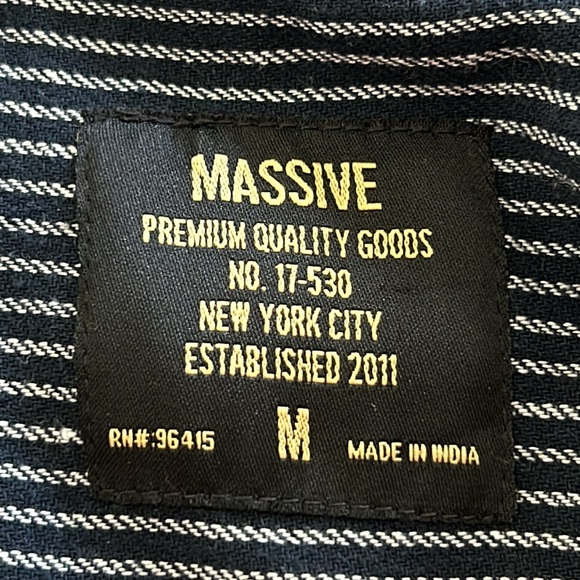 MASSIVE
PREMIUM QUALITY GOODS
NO. 17-530
NEW YORK CITY
ESTABLISHED 2011
RN#:96415 M MADE IN INDIA